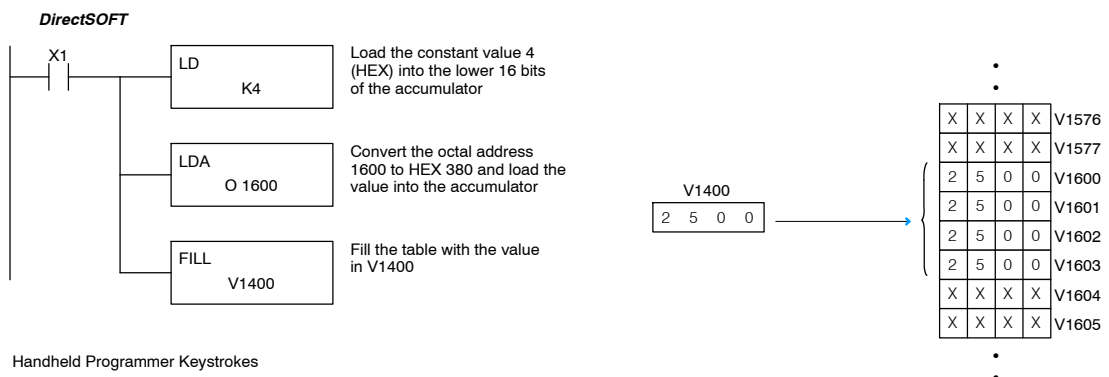 DirectSOFT
X1
LD
K4
Load the constant value 4
(HEX) into the lower 16 bits
of the accumulator
LDA
O 1600
Convert the octal address
1600 to HEX 380 and load the
value into the accumulator
FILL
V1400
Fill the table with the value
in V1400
V1400
2 5 0 0
X X X X V1576
X X X X V1577
2 5 0 0 V1600
2 5 0 0 V1601
2 5 0 0 V1602
2 5 0 0 V1603
X X X X V1604
X X X X V1605
Handheld Programmer Keystrokes